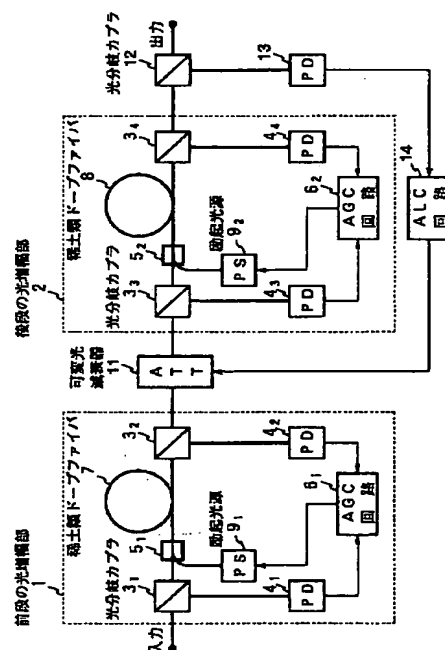 前段の光増幅部
1
稀土類ドープファイバ
7
光分岐カプラ
3₁
5₁
3₂
入力
励起光源
9₁
PS
4₁
PD
4₂
PD
6₁
AGC
回路
可変光
減衰器
11
ATT
後段の光増幅部
2
稀土類ドープファイバ
8
光分岐カプラ
3₃
5₂
3₄
励起光源
9₂
PS
4₃
PD
4₄
PD
6₂
AGC
回路
光分岐カプラ
12
出力
13
PD
14
ALC
回路